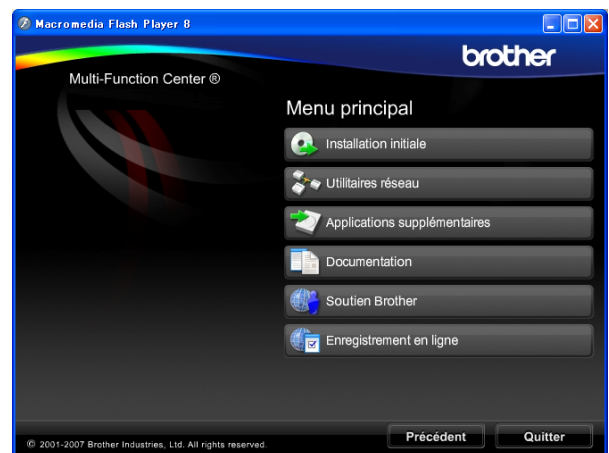 Macromedia Flash Player 8
brother
Multi-Function Center ®
Menu principal
Installation initiale
Utilitaires réseau
Applications supplémentaires
Documentation
Soutien Brother
Enregistrement en ligne
Précédent
Quitter
© 2001-2007 Brother Industries, Ltd. All rights reserved.